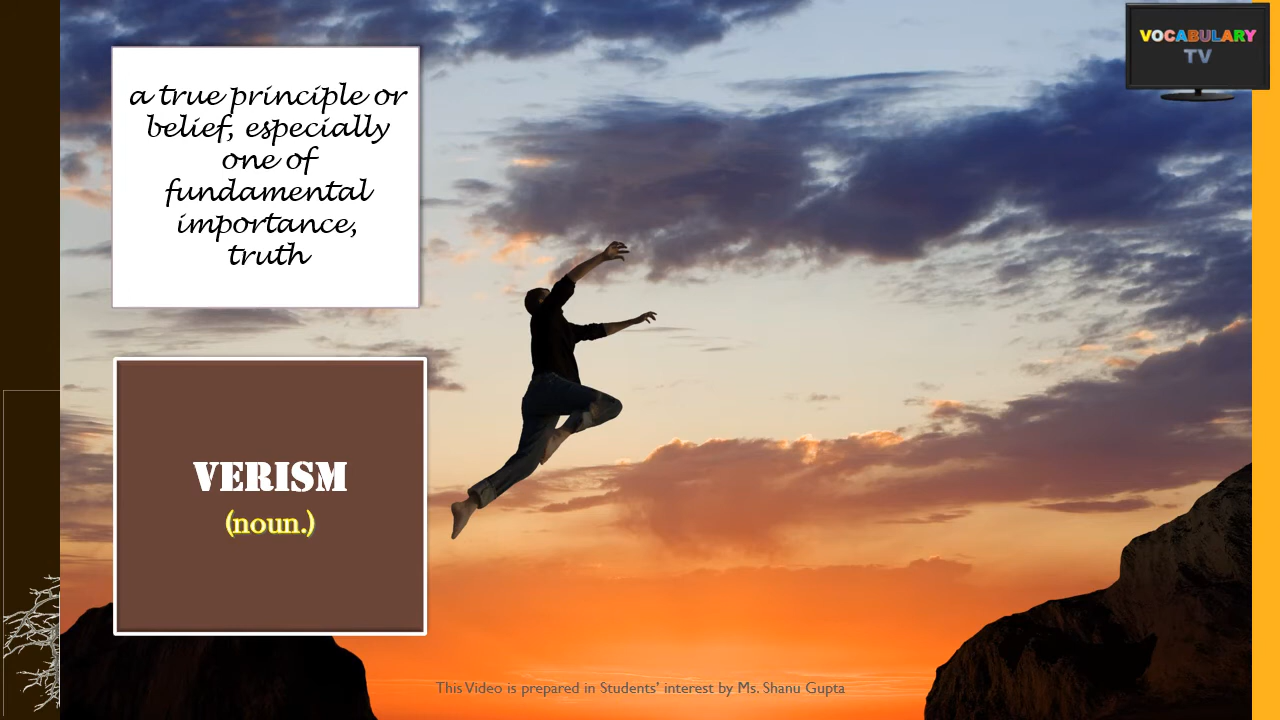 VOCABULARY
TV
a true principle or
belief, especially
one of
fundamental
importance,
truth
VERISM
(noun.)
This Video is prepared in Students' interest by Ms. Shanu Gupta